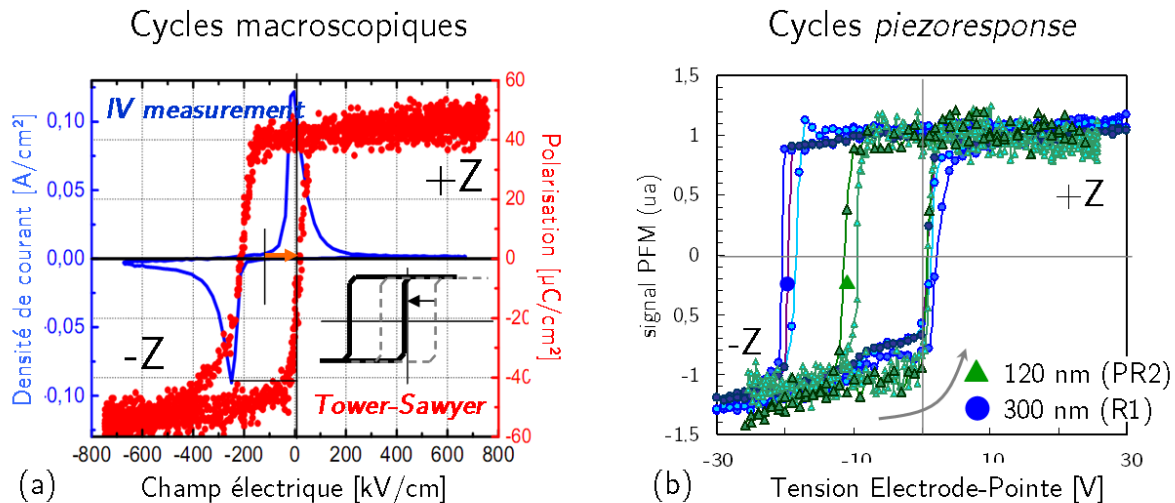 Cycles macroscopiques
Cycles piezoresponse
IV measurement
Densité de courant [A/cm²]
0,10
0,05
0,00
0,05
0,10
60
40
20
0
-20
-40
-60
Polarisation [µC/cm²]
+Z
-Z
Tower-Sawyer
-800 -600 -400 -200 0 200 400 600 800
(a)
Champ électrique [kV/cm]
1,5
1
0,5
0
0,5
-1
-1,5
signal PFM (ua)
+Z
-Z
120 nm (PR2)
300 nm (R1)
-30 -10 10 30
(b)
Tension Electrode-Pointe [V]